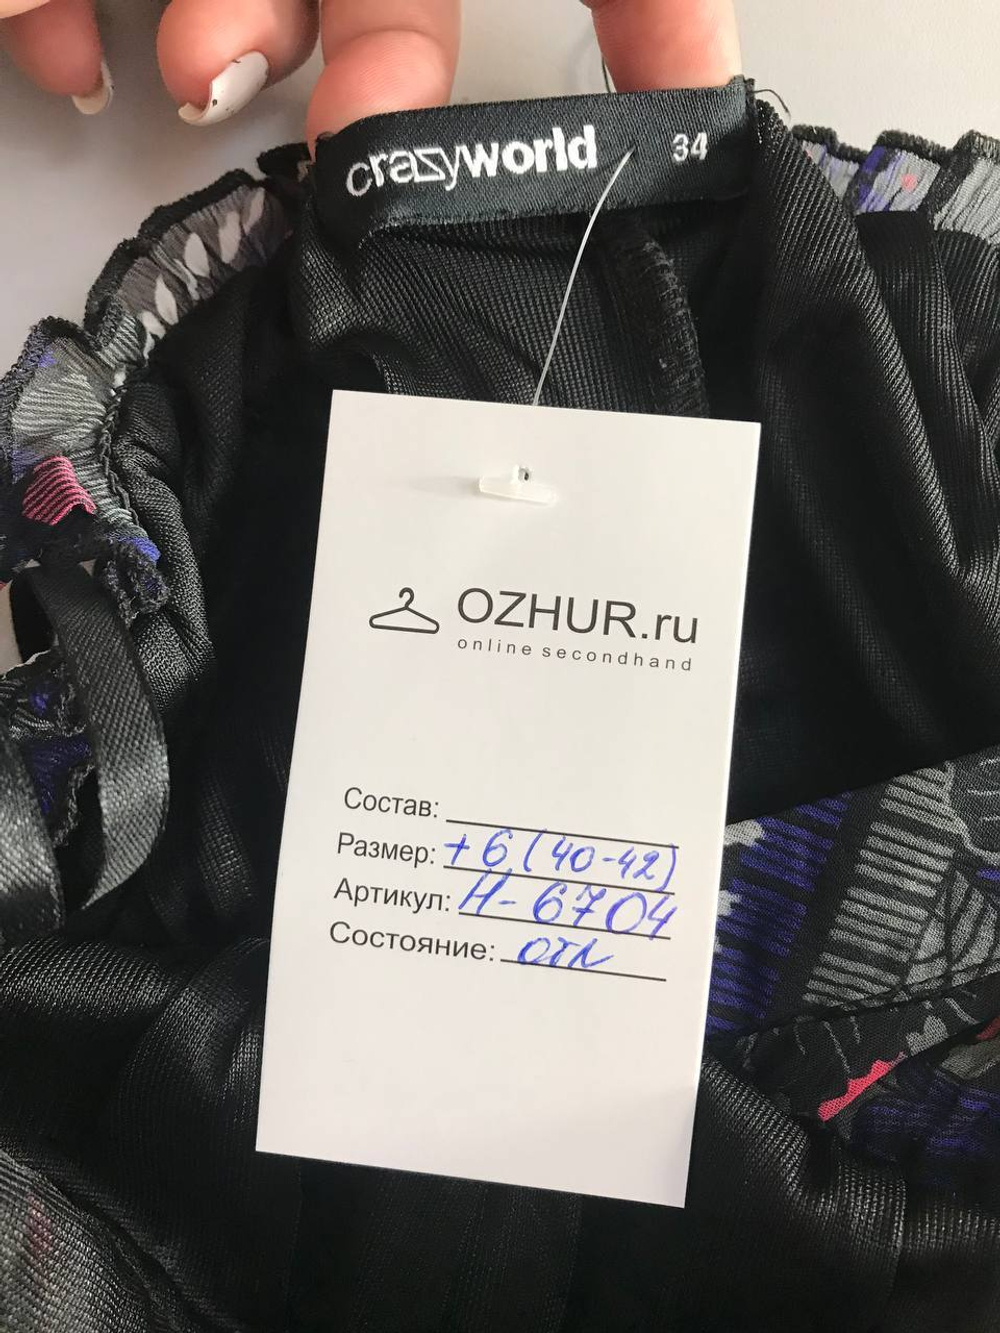 crazyworld 34
OZHUR.ru
online secondhand
Состав:
Размер: +6 (40-42)
Артикул: Н-6704
Состояние: отл